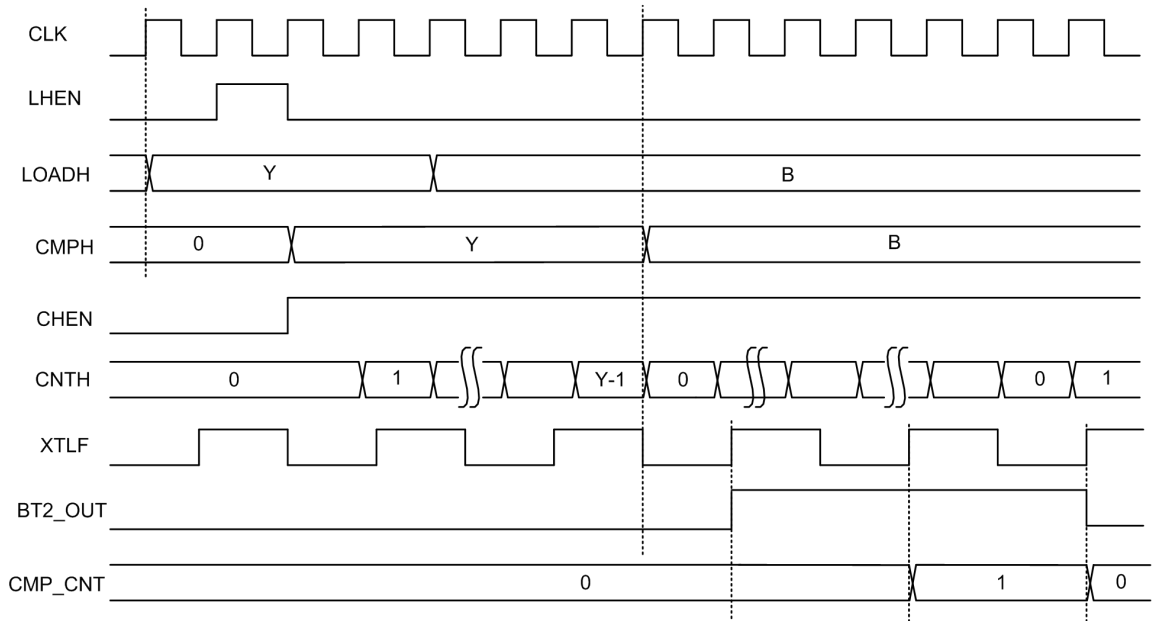 CLK
LHEN
LOADH Y B
CMPH 0 Y B
CHEN
CNTH 0 1 Y-1 0 0 1
XTLF
BT2_OUT
CMP_CNT 0 1 0